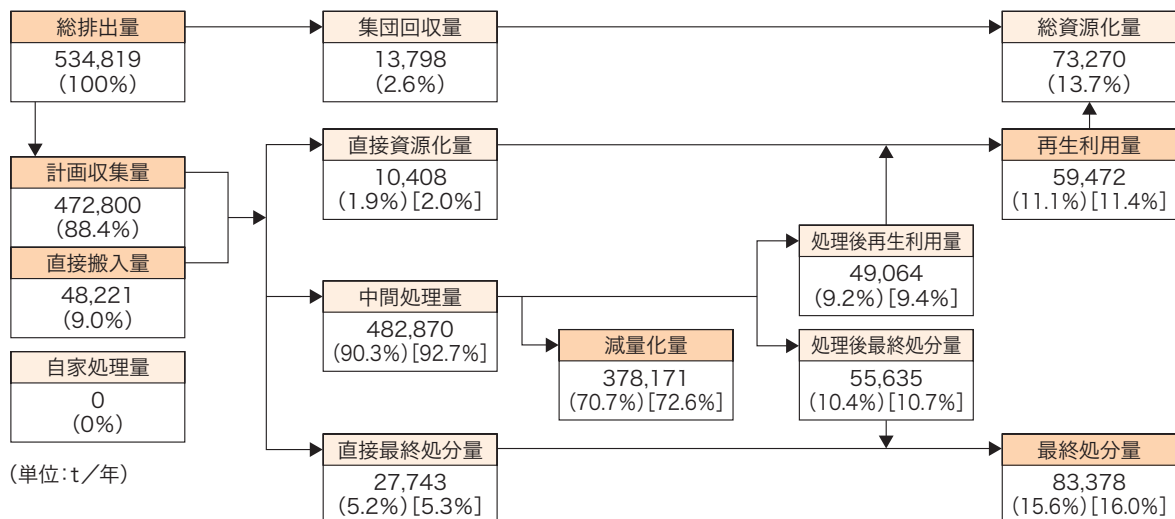 総排出量
534,819
(100%)
集団回収量
13,798
(2.6%)
総資源化量
73,270
(13.7%)
計画収集量
472,800
(88.4%)
直接搬入量
48,221
(9.0%)
自家処理量
0
(0%)
(単位:t/年)
直接資源化量
10,408
(1.9%)[2.0%]
再生利用量
59,472
(11.1%)[11.4%]
中間処理量
482,870
(90.3%)[92.7%]
減量化量
378,171
(70.7%)[72.6%]
処理後再生利用量
49,064
(9.2%)[9.4%]
処理後最終処分量
55,635
(10.4%)[10.7%]
直接最終処分量
27,743
(5.2%)[5.3%]
最終処分量
83,378
(15.6%)[16.0%]